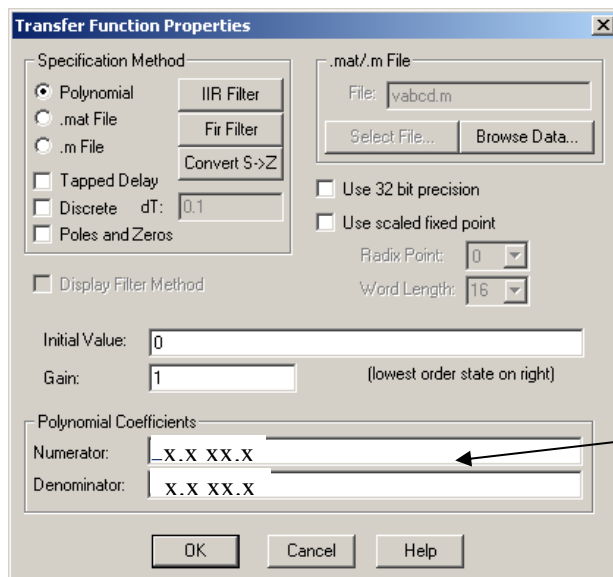 Transfer Function Properties
Specification Method
Polynomial
.mat File
.m File
IIR Filter
Fir Filter
Convert S->Z
Tapped Delay
Discrete dT: 0.1
Poles and Zeros
Display Filter Method
.mat/.m File
File: vabcd.m
Select File...
Browse Data...
Use 32 bit precision
Use scaled fixed point
Radix Point: 0
Word Length: 16
Initial Value: 0
Gain: 1
(lowest order state on right)
Polynomial Coefficients
Numerator: _x.x xx.x
Denominator: x.x xx.x
OK
Cancel
Help